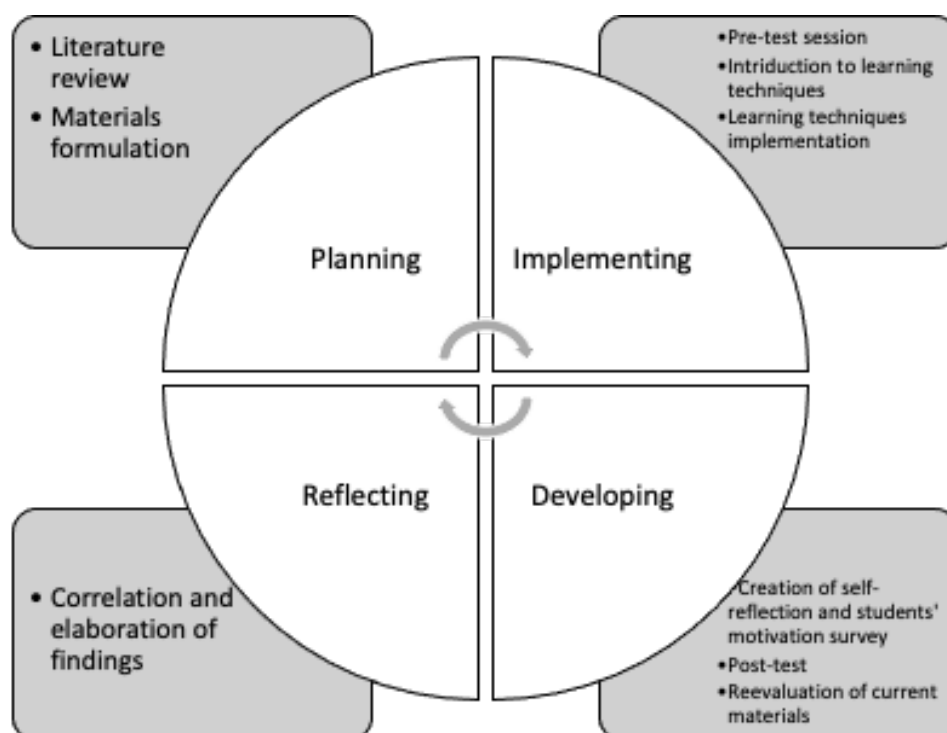 • Literature
review
• Materials
formulation
•Pre-test session
•Intriduction to learning
techniques
•Learning techniques
implementation
Planning
Implementing
Reflecting
Developing
• Correlation and
elaboration of
findings
•Creation of self-
reflection and students'
motivation survey
•Post-test
•Reevaluation of current
materials